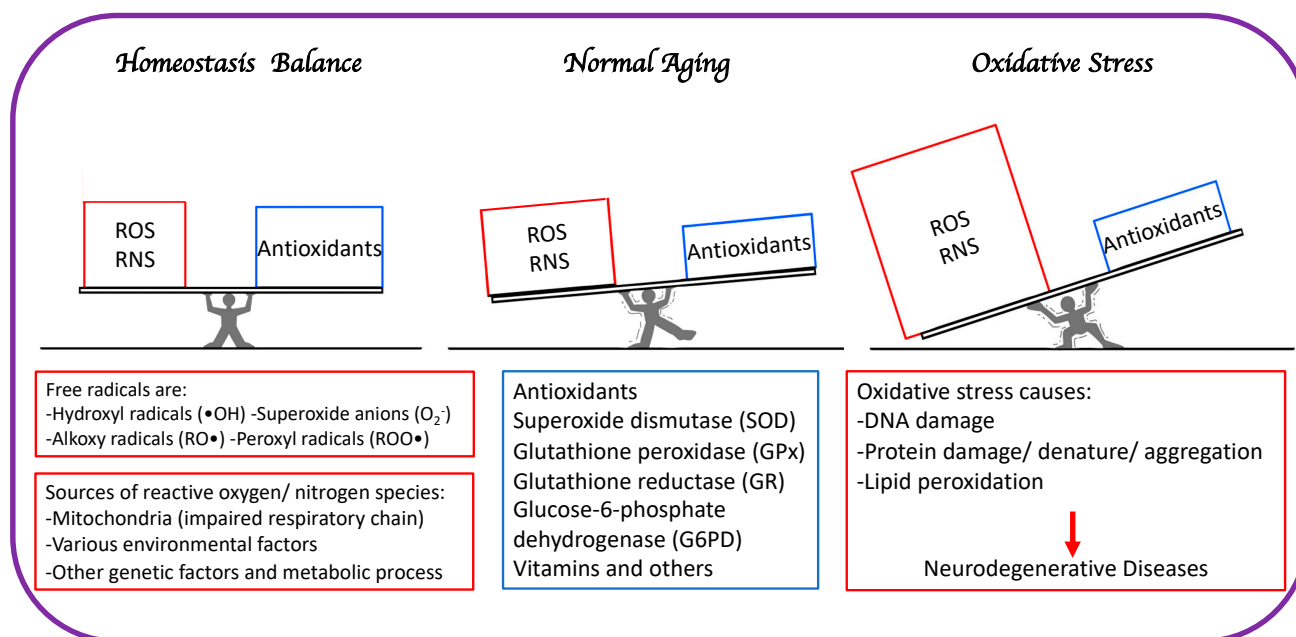 Homeostasis Balance
Normal Aging
Oxidative Stress
ROS
RNS
Antioxidants
ROS
RNS
Antioxidants
ROS
RNS
Antioxidants
Free radicals are:
-Hydroxyl radicals (•OH) -Superoxide anions (O₂⁻)
-Alkoxy radicals (RO•) -Peroxyl radicals (ROO•)
Sources of reactive oxygen/ nitrogen species:
-Mitochondria (impaired respiratory chain)
-Various environmental factors
-Other genetic factors and metabolic process
Antioxidants
Superoxide dismutase (SOD)
Glutathione peroxidase (GPx)
Glutathione reductase (GR)
Glucose-6-phosphate
dehydrogenase (G6PD)
Vitamins and others
Oxidative stress causes:
-DNA damage
-Protein damage/ denature/ aggregation
-Lipid peroxidation
Neurodegenerative Diseases